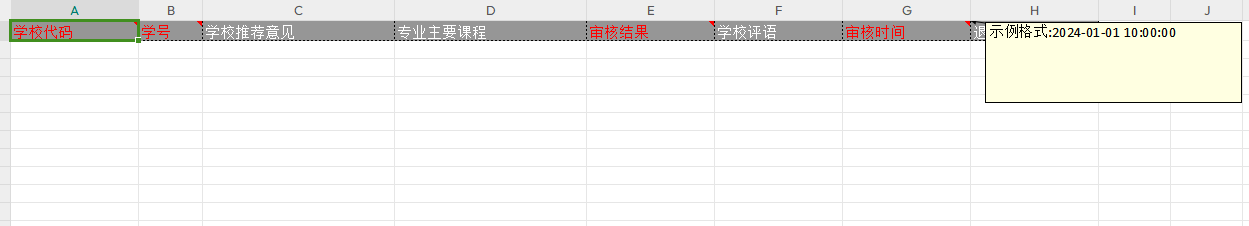 A B C D E F G H I J
学校代码 学号 学校推荐意见 专业主要课程 审核结果 学校评语 审核时间
示例格式:2024-01-01 10:00:00